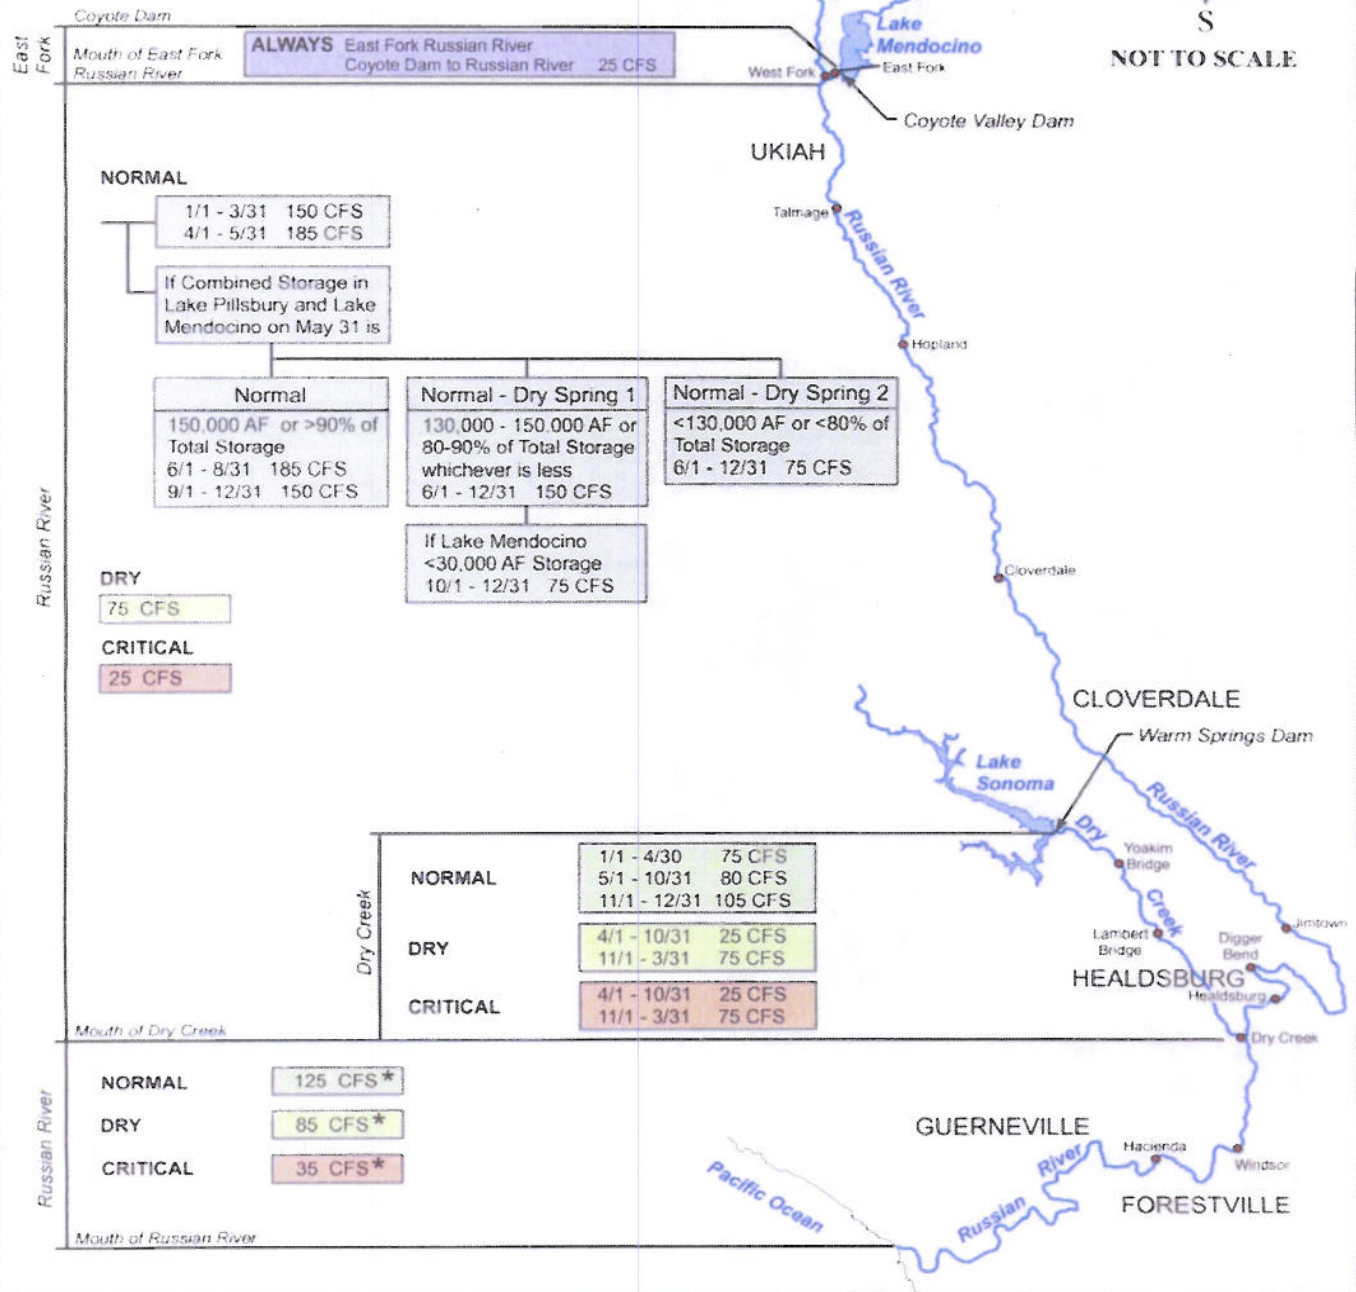 Coyote Dam
East
Fork
Mouth of East Fork
Russian River
ALWAYS East Fork Russian River
Coyote Dam to Russian River 25 CFS
Lake
Mendocino
S
NOT TO SCALE
West Fork
East Fork
Coyote Valley Dam
UKIAH
Talmage
Russian River
Hopland
Cloverdale
Russian River
NORMAL
1/1 - 3/31 150 CFS
4/1 - 5/31 185 CFS
If Combined Storage in
Lake Pillsbury and Lake
Mendocino on May 31 is
Normal
150,000 AF or >90% of
Total Storage
6/1 - 8/31 185 CFS
9/1 - 12/31 150 CFS
Normal - Dry Spring 1
130,000 - 150,000 AF or
80-90% of Total Storage
whichever is less
6/1 - 12/31 150 CFS
If Lake Mendocino
<30,000 AF Storage
10/1 - 12/31 75 CFS
Normal - Dry Spring 2
<130,000 AF or <80% of
Total Storage
6/1 - 12/31 75 CFS
DRY
75 CFS
CRITICAL
25 CFS
CLOVERDALE
Warm Springs Dam
Lake
Sonoma
Russian River
Dry
Creek
Yoakim
Bridge
Lambert
Bridge
Jimtown
Digger
Bend
HEALDSBURG
Healdsburg
Dry Creek
Dry Creek
NORMAL
1/1 - 4/30 75 CFS
5/1 - 10/31 80 CFS
11/1 - 12/31 105 CFS
DRY
4/1 - 10/31 25 CFS
11/1 - 3/31 75 CFS
CRITICAL
4/1 - 10/31 25 CFS
11/1 - 3/31 75 CFS
Mouth of Dry Creek
Russian River
NORMAL 125 CFS*
DRY 85 CFS*
CRITICAL 35 CFS*
Mouth of Russian River
GUERNEVILLE
Hacienda
Windsor
FORESTVILLE
Russian
River
Pacific Ocean